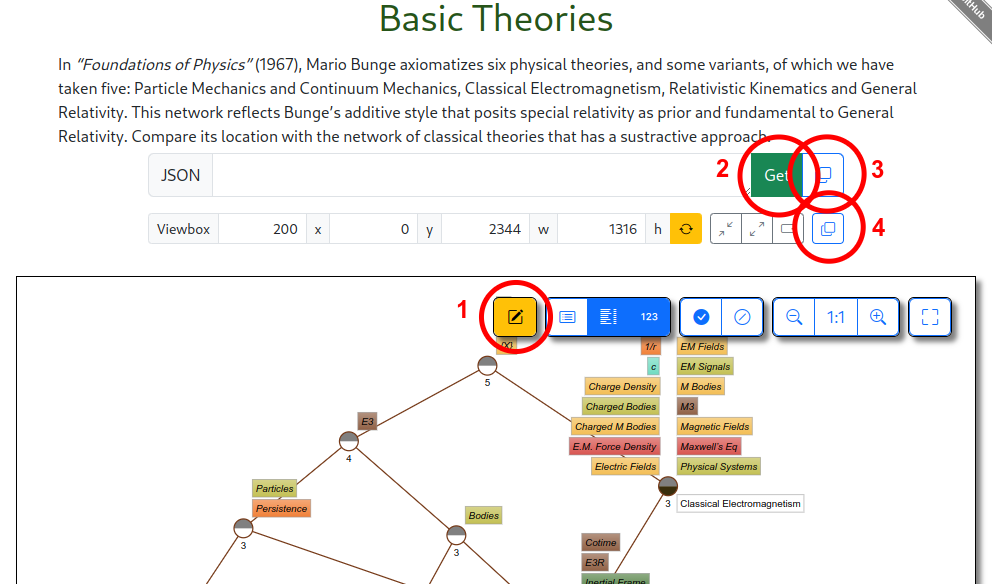 Basic Theories
In “Foundations of Physics” (1967), Mario Bunge axiomatizes six physical theories, and some variants, of which we have
taken five: Particle Mechanics and Continuum Mechanics, Classical Electromagnetism, Relativistic Kinematics and General
Relativity. This network reflects Bunge’s additive style that posits special relativity as prior and fundamental to General
Relativity. Compare its location with the network of classical theories that has a sustractive approach.
2
JSON
Get
3
Viewbox 200 x 0 y 2344 w 1316 h
4
1
123
1:1
1/r
EM Fields
5
c
EM Signals
Charge Density
M Bodies
Charged Bodies
M3
E3
Charged M Bodies
Magnetic Fields
4
E.M. Force Density
Maxwell's Eq
Electric Fields
Physical Systems
Particles
Persistence
3
Classical Electromagnetism
Bodies
3
3
Cotime
E3R
Inertial Frame